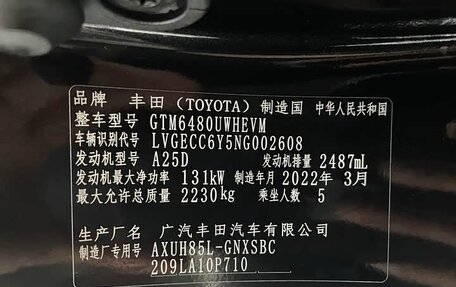 品牌 丰田(TOYOTA) 制造国 中华人民共和国
整车型号 GTM6480UWHEVM
车辆识别代号 LVGECC6Y5NG002608
发动机型号 A25D 发动机排量 2487mL
发动机最大净功率 131kW 制造年月 2022年 3月
最大允许总质量 2230kg 乘坐人数 5
生产厂名 广汽丰田汽车有限公司
制造厂专用号 AXUH85L-GNXSBC
209LA10P710